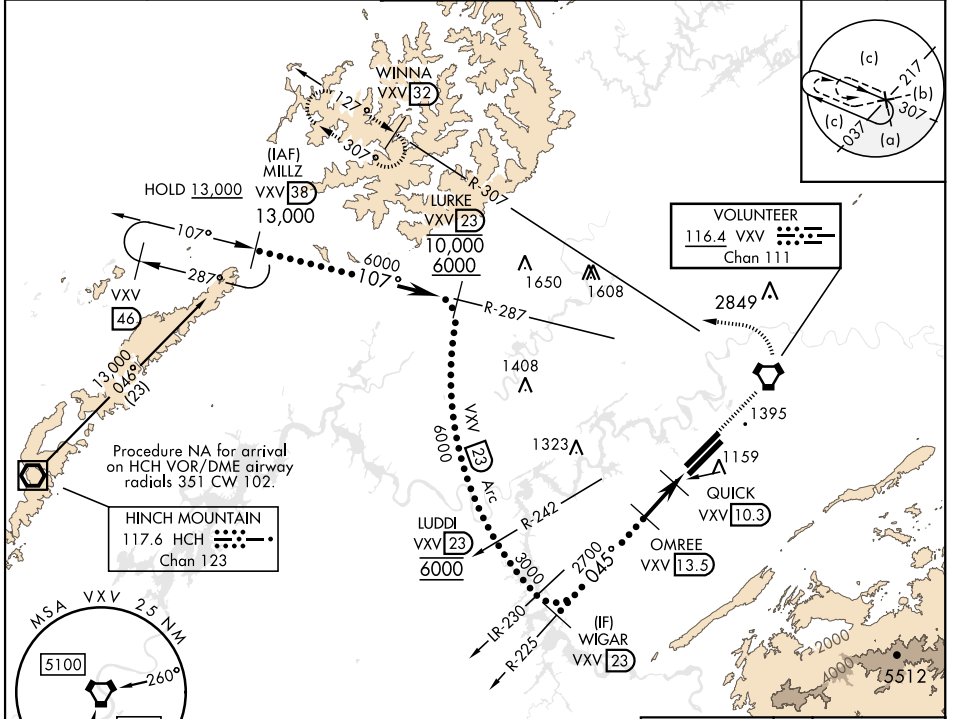 WINNA
VXV 32
127°
307°
(IAF)
MILLZ
VXV 38
13,000
HOLD 13,000
R-307
LURKE
VXV 23
10,000
6000
107°
287°
6000
107°
R-287
VXV
46
13,000
046°
(23)
(c)
217
(b)
307
(c)
(a)
037
VOLUNTEER
116.4 VXV
Chan 111
1650
1608
2849
1408
1395
1323
1159
VXV
23
Arc
6000
Procedure NA for arrival
on HCH VOR/DME airway
radials 351 CW 102.
HINCH MOUNTAIN
117.6 HCH
Chan 123
R-242
LUDDI
VXV 23
6000
3000
2700
045°
QUICK
VXV 10.3
OMREE
VXV 13.5
LR-230
R-225
(IF)
WIGAR
VXV 23
MSA VXV 25 NM
5100
260°
2000
4000
5512